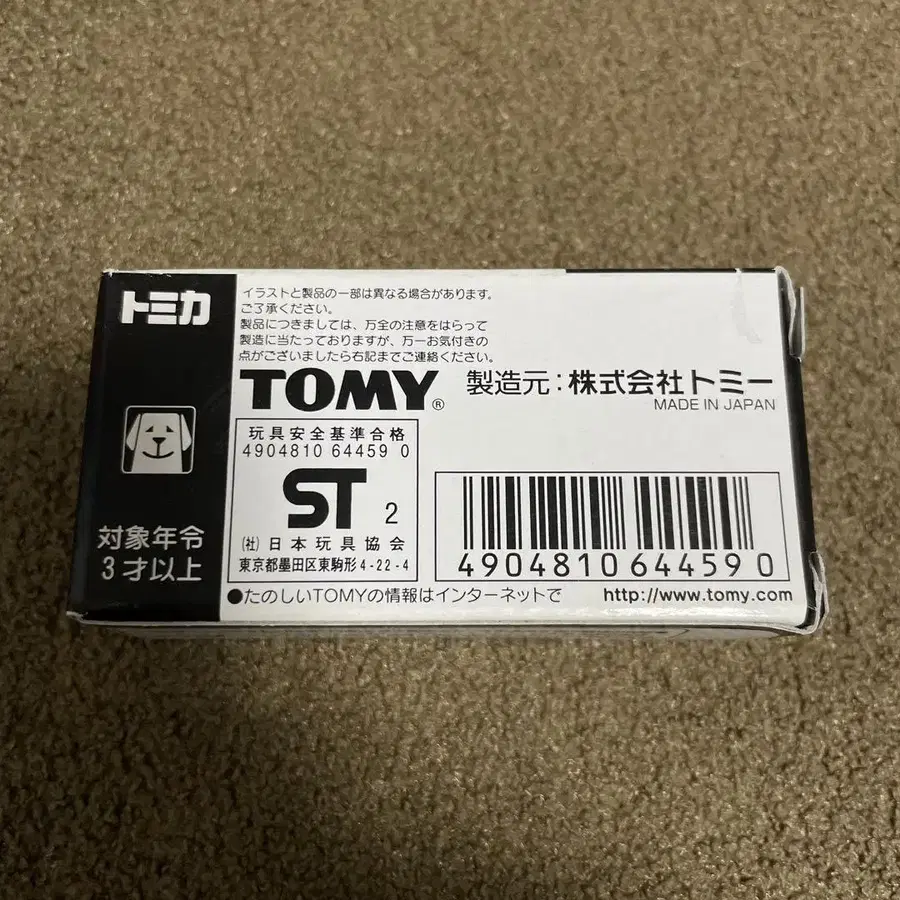 トミカ
イラストと製品の一部は異なる場合があります。
ご了承ください。
製品につきましては、万全の注意をはらって
製造に当たっておりますが、万一お気付きの
点がございましたら右記までご連絡ください。
TOMY® 製造元:株式会社トミー
MADE IN JAPAN
玩具安全基準合格
4904810 64459 0
ST 2
(社)日本玩具協会
東京都墨田区東駒形4-22-4
対象年令
3才以上
4904810 644590
●たのしいTOMYの情報はインターネットで http://www.tomy.com